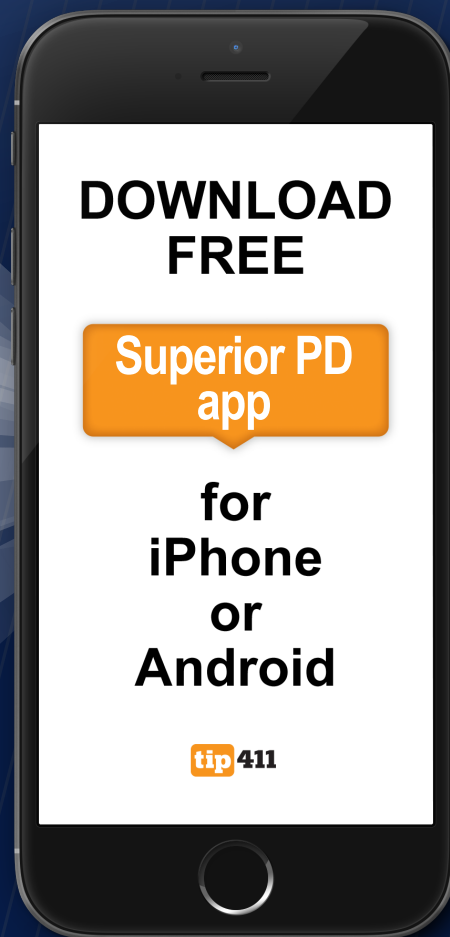 DOWNLOAD
FREE
Superior PD
app
for
iPhone
or
Android
tip411